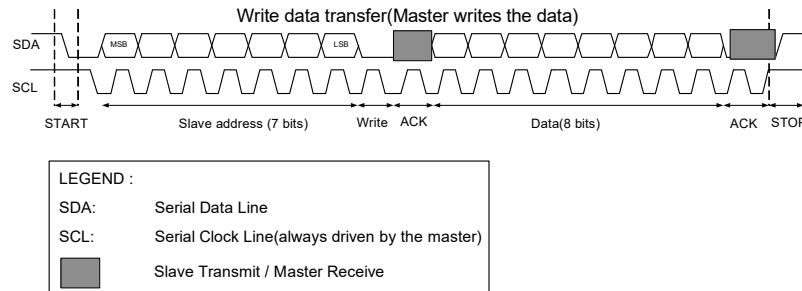 Write data transfer(Master writes the data)
SDA
MSB
LSB
SCL
START
Slave address (7 bits)
Write
ACK
Data(8 bits)
ACK
STOP
LEGEND :
SDA: Serial Data Line
SCL: Serial Clock Line(always driven by the master)
Slave Transmit / Master Receive